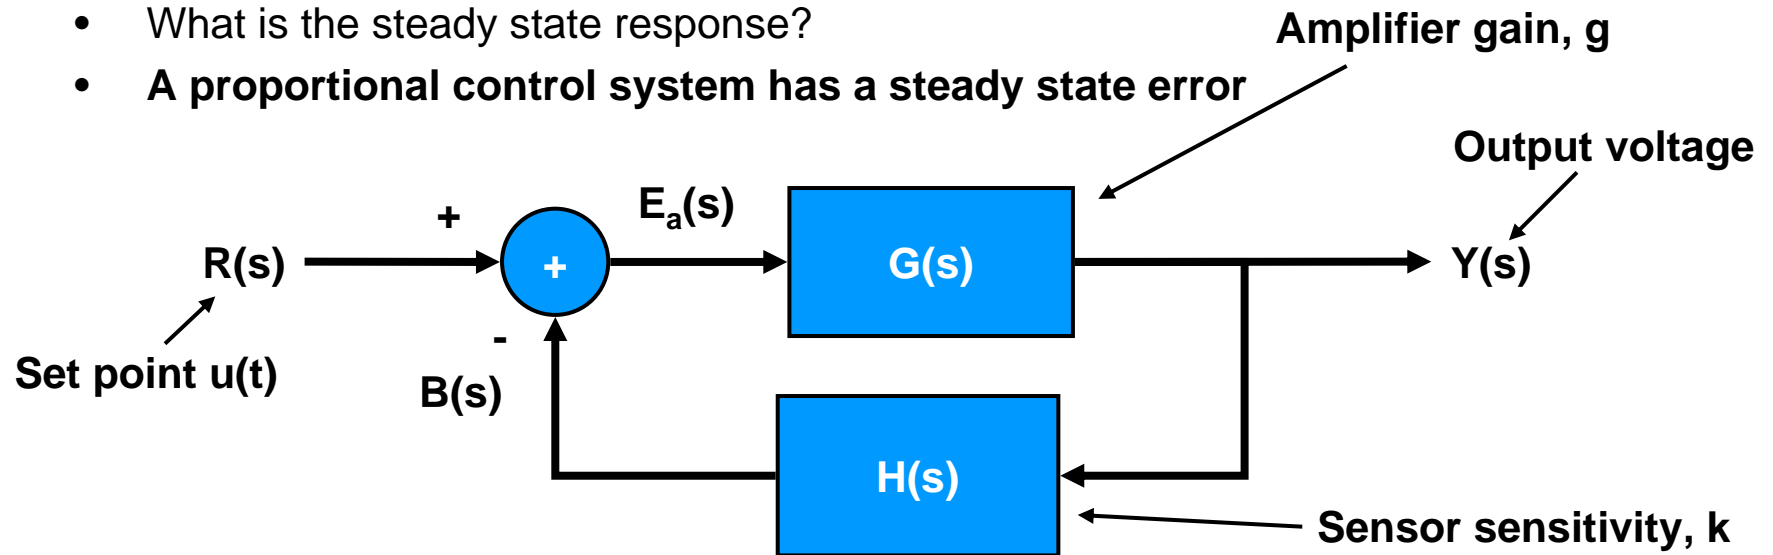 • What is the steady state response?
Amplifier gain, g
• A proportional control system has a steady state error
Output voltage
+
Eₐ(s)
R(s)
+
G(s)
Y(s)
-
Set point u(t)
B(s)
H(s)
Sensor sensitivity, k